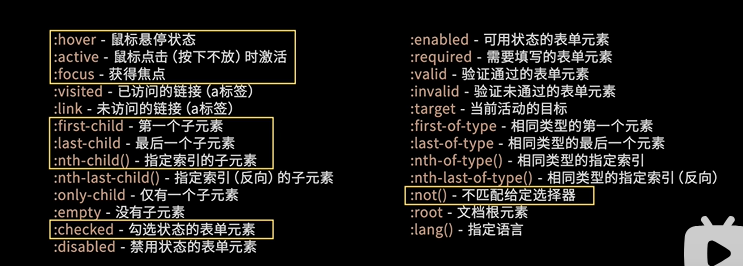 :hover - 鼠标悬停状态
:active - 鼠标点击（按下不放）时激活
:focus - 获得焦点
:visited - 已访问的链接（a标签）
:link - 未访问的链接（a标签）
:first-child - 第一个子元素
:last-child - 最后一个子元素
:nth-child() - 指定索引的子元素
:nth-last-child() - 指定索引（反向）的子元素
:only-child - 仅有一个子元素
:empty - 没有子元素
:checked - 勾选状态的表单元素
:disabled - 禁用状态的表单元素
:enabled - 可用状态的表单元素
:required - 需要填写的表单元素
:valid - 验证通过的表单元素
:invalid - 验证未通过的表单元素
:target - 当前活动的目标
:first-of-type - 相同类型的第一个元素
:last-of-type - 相同类型的最后一个元素
:nth-of-type() - 相同类型的指定索引
:nth-last-of-type() - 相同类型的指定索引（反向）
:not() - 不匹配给定选择器
:root - 文档根元素
:lang() - 指定语言